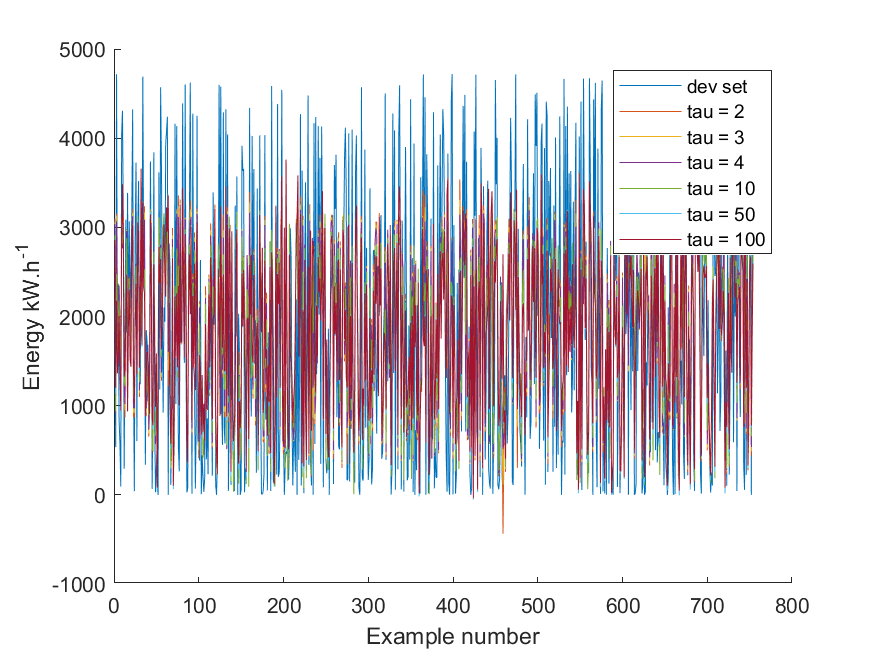 5000
4000
3000
2000
1000
0
-1000
0 100 200 300 400 500 600 700 800
Energy kW.h-1
Example number
dev set
tau = 2
tau = 3
tau = 4
tau = 10
tau = 50
tau = 100